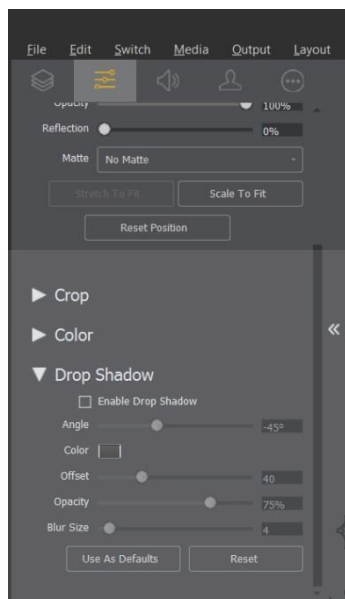 File Edit Switch Media Output Layout
Opacity 100%
Reflection 0%
Matte No Matte
Stretch To Fit Scale To Fit
Reset Position
Crop
Color
Drop Shadow
Enable Drop Shadow
Angle -45º
Color
Offset 40
Opacity 75%
Blur Size 4
Use As Defaults Reset